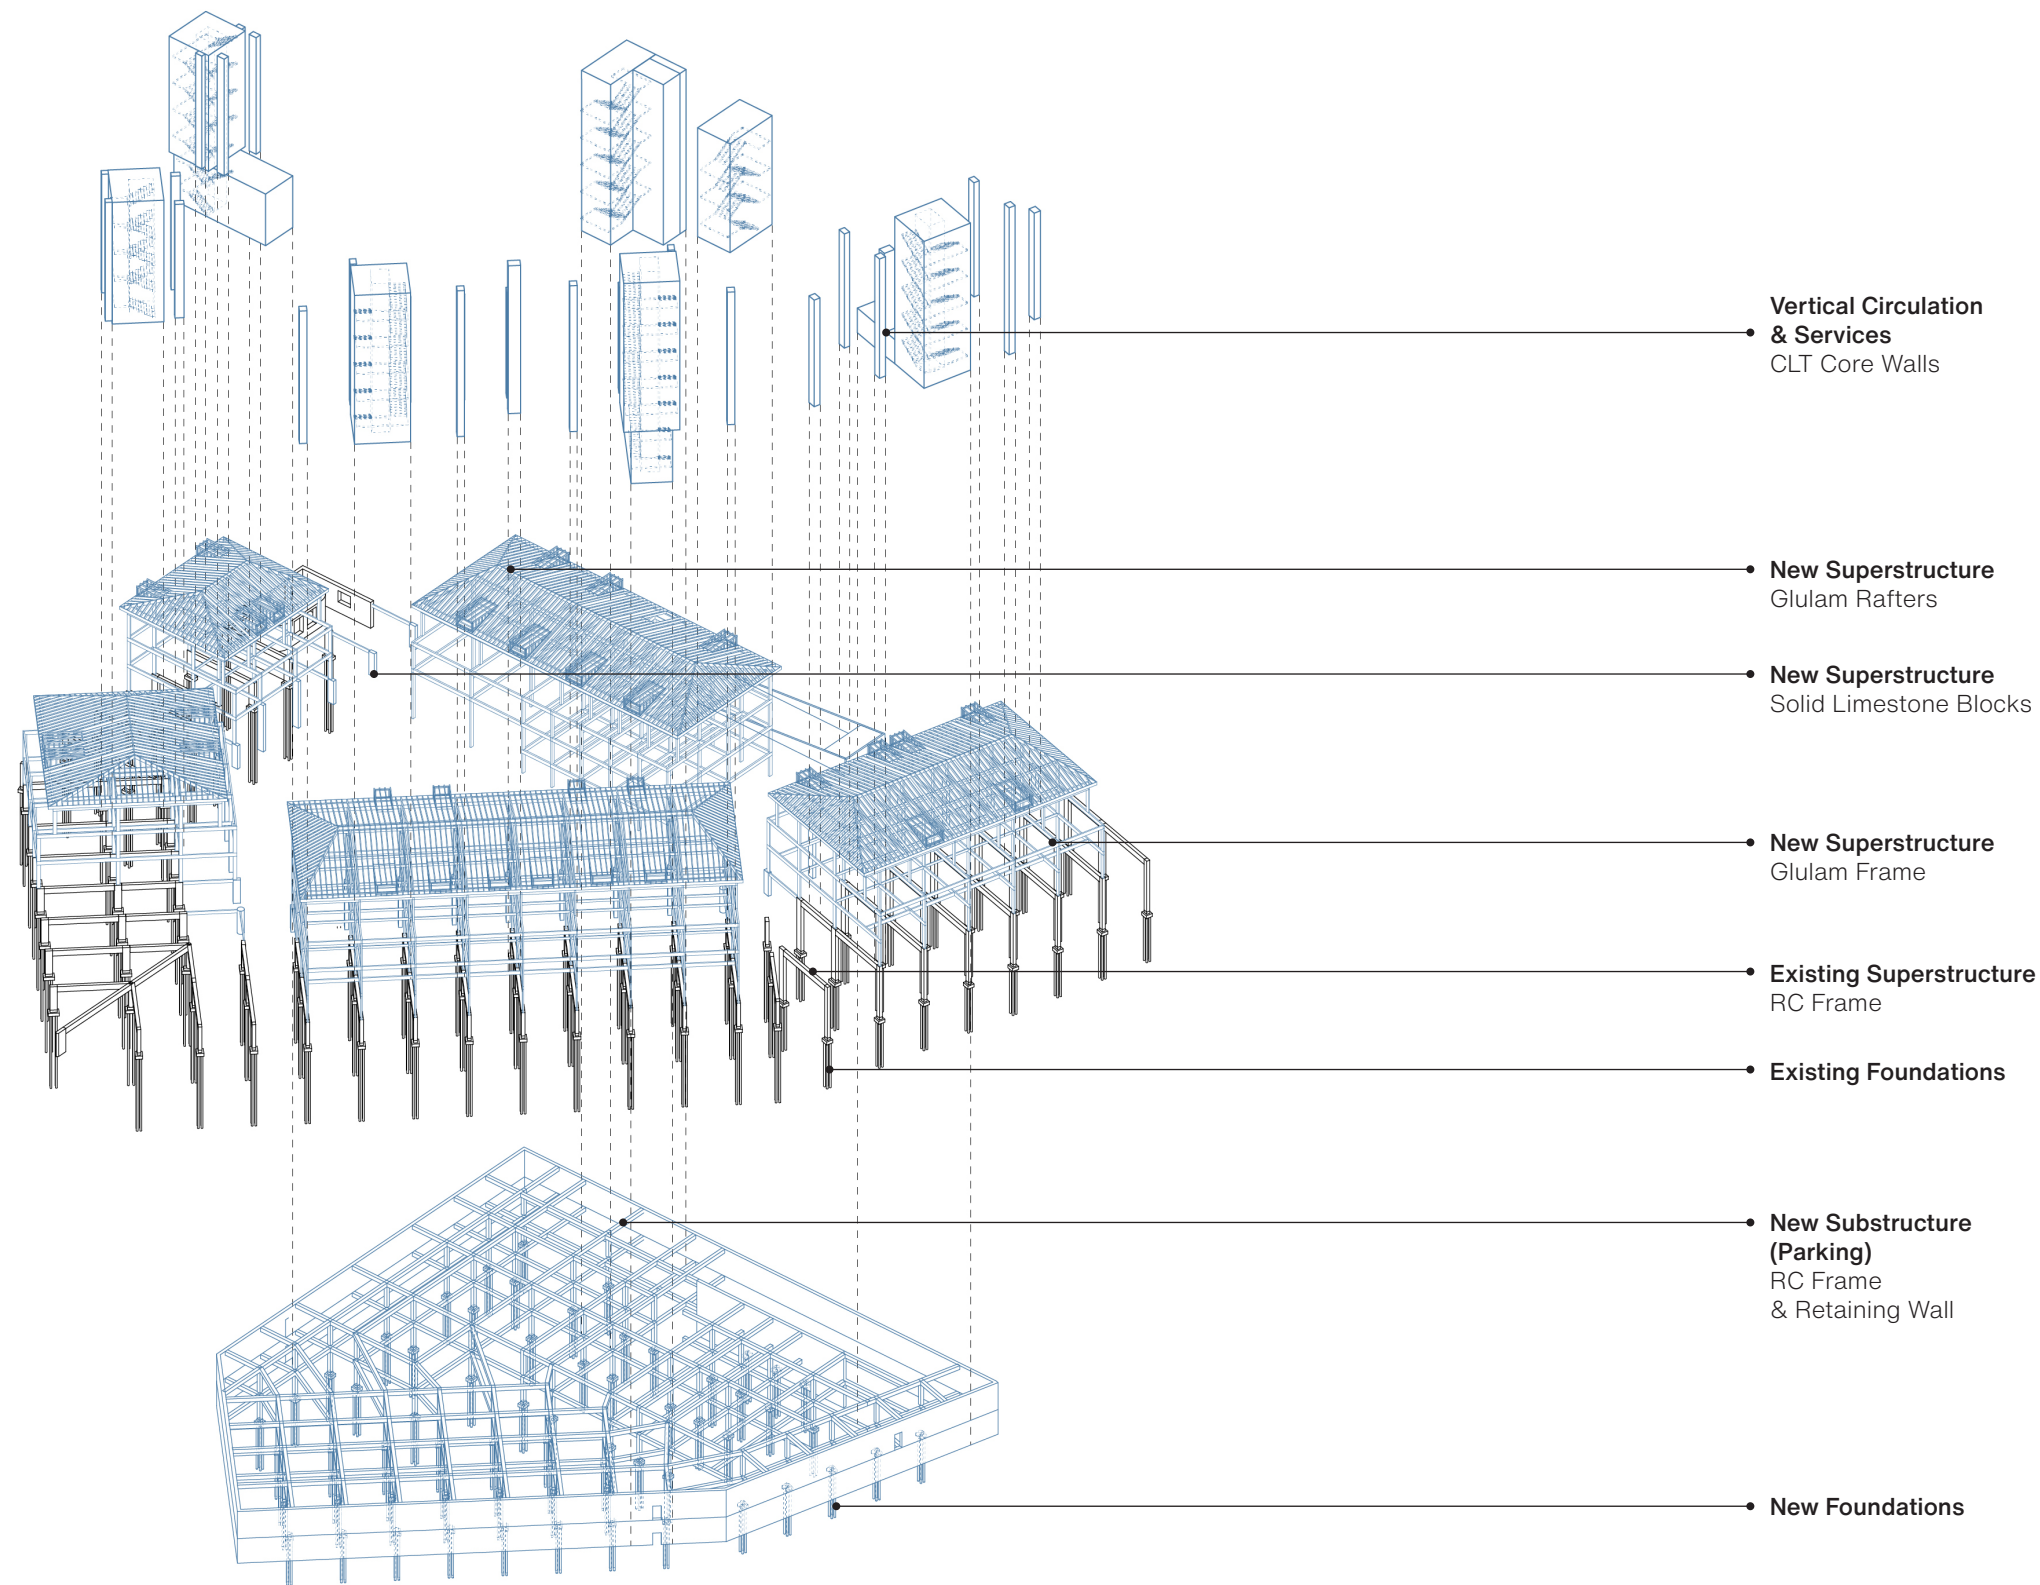 Vertical Circulation
& Services
CLT Core Walls
New Superstructure
Glulam Rafters
New Superstructure
Solid Limestone Blocks
New Superstructure
Glulam Frame
Existing Superstructure
RC Frame
Existing Foundations
New Substructure
(Parking)
RC Frame
& Retaining Wall
New Foundations